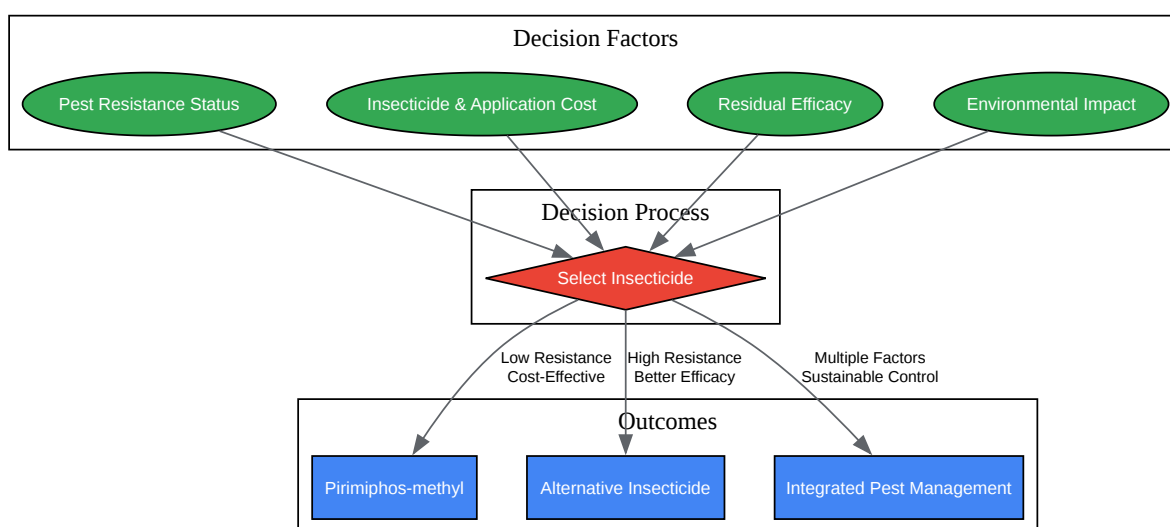 Decision Factors
Pest Resistance Status
Insecticide & Application Cost
Residual Efficacy
Environmental Impact
Decision Process
Select Insecticide
Low Resistance
Cost-Effective
High Resistance
Better Efficacy
Multiple Factors
Sustainable Control
Outcomes
Pirimiphos-methyl
Alternative Insecticide
Integrated Pest Management